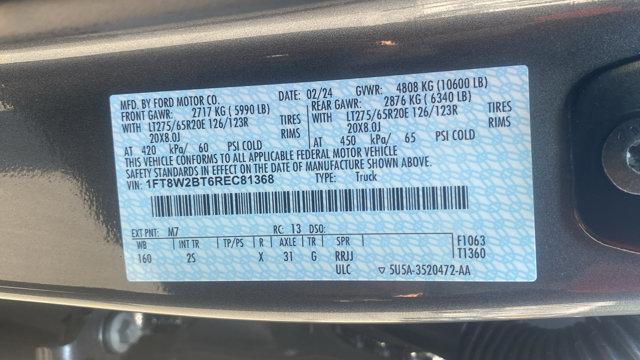 MFD. BY FORD MOTOR CO. DATE: 02/24 GVWR: 4808 KG (10600 LB)
FRONT GAWR: 2717 KG ( 5990 LB) REAR GAWR: 2876 KG ( 6340 LB)
WITH LT275/65R20E 126/123R TIRES WITH LT275/65R20E 126/123R TIRES
20X8.0J RIMS 20X8.0J RIMS
AT 420 kPa/ 60 PSI COLD AT 450 kPa/ 65 PSI COLD
THIS VEHICLE CONFORMS TO ALL APPLICABLE FEDERAL MOTOR VEHICLE
SAFETY STANDARDS IN EFFECT ON THE DATE OF MANUFACTURE SHOWN ABOVE.
VIN: 1FT8W2BT6REC81368 TYPE: Truck
EXT PNT: M7 RC: 13 DSO:
WB INT TR TP/PS R AXLE TR SPR F1063
160 2S X 31 G RRJJ T1360
ULC ▽ 5U5A-3520472-AA